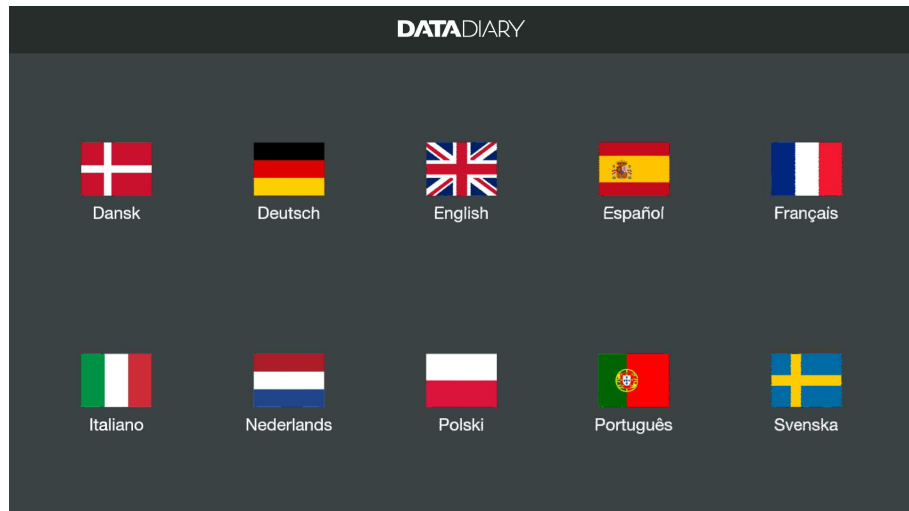 DATADIARY
Dansk Deutsch English Español Français
Italiano Nederlands Polski Português Svenska